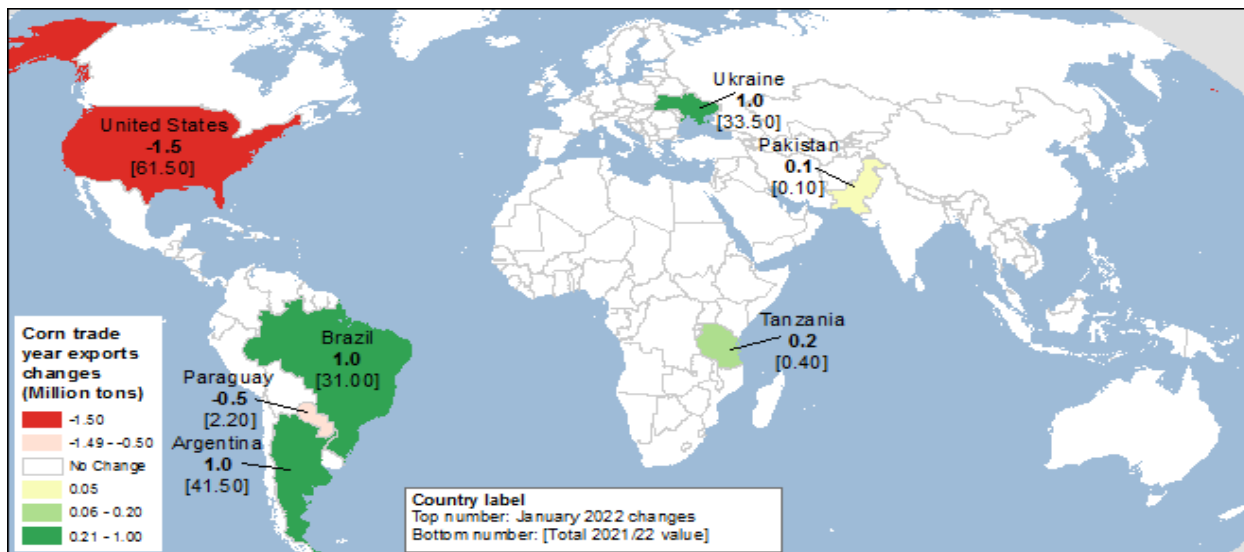 United States
-1.5
[61.50]
Ukraine
1.0
[33.50]
Pakistan
0.1
[0.10]
Tanzania
0.2
[0.40]
Brazil
1.0
[31.00]
Paraguay
-0.5
[2.20]
Argentina
1.0
[41.50]
Corn trade
year exports
changes
(Million tons)
-1.50
-1.49 - -0.50
No Change
0.05
0.06 - 0.20
0.21 - 1.00
Country label
Top number: January 2022 changes
Bottom number: [Total 2021/22 value]